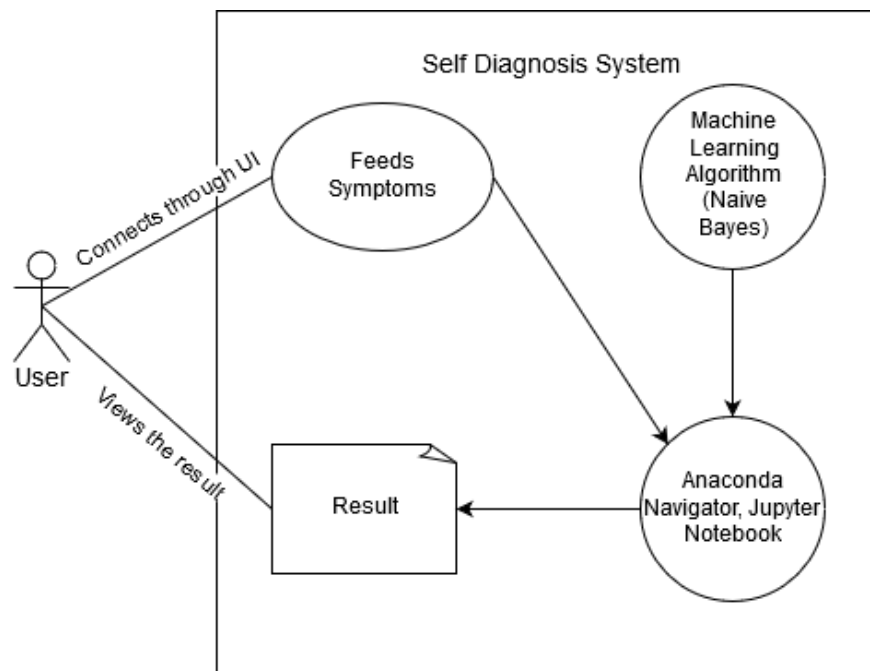 Self Diagnosis System
Feeds
Symptoms
Machine
Learning
Algorithm
(Naive
Bayes)
Connects through UI
User
Views the result
Result
Anaconda
Navigator, Jupyter
Notebook